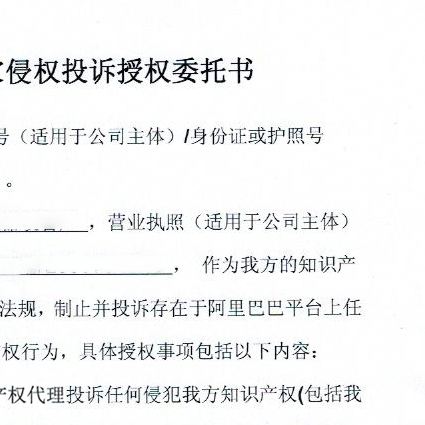 侵权投诉授权委托书
号（适用于公司主体）/身份证或护照号
。
，营业执照（适用于公司主体）
， 作为我方的知识产
法规，制止并投诉存在于阿里巴巴平台上任
权行为，具体授权事项包括以下内容：
产权代理投诉任何侵犯我方知识产权(包括我